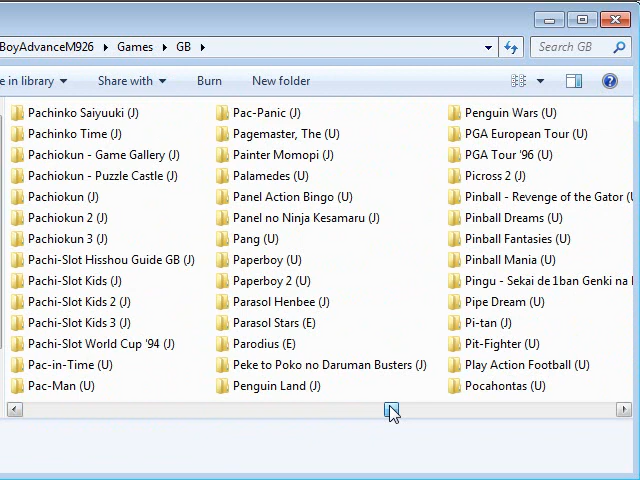 BoyAdvanceM926 Games GB
Search GB
e in library Share with Burn New folder
Pachinko Saiyuuki (J)
Pachinko Time (J)
Pachiokun - Game Gallery (J)
Pachiokun - Puzzle Castle (J)
Pachiokun (J)
Pachiokun 2 (J)
Pachiokun 3 (J)
Pachi-Slot Hisshou Guide GB (J)
Pachi-Slot Kids (J)
Pachi-Slot Kids 2 (J)
Pachi-Slot Kids 3 (J)
Pachi-Slot World Cup '94 (J)
Pac-in-Time (U)
Pac-Man (U)
Pac-Panic (J)
Pagemaster, The (U)
Painter Momopi (J)
Palamedes (U)
Panel Action Bingo (U)
Panel no Ninja Kesamaru (J)
Pang (U)
Paperboy (U)
Paperboy 2 (U)
Parasol Henbee (J)
Parasol Stars (E)
Parodius (E)
Peke to Poko no Daruman Busters (J)
Penguin Land (J)
Penguin Wars (U)
PGA European Tour (U)
PGA Tour '96 (U)
Picross 2 (J)
Pinball - Revenge of the Gator (U
Pinball Dreams (U)
Pinball Fantasies (U)
Pinball Mania (U)
Pingu - Sekai de 1ban Genki na
Pipe Dream (U)
Pi-tan (J)
Pit-Fighter (U)
Play Action Football (U)
Pocahontas (U)